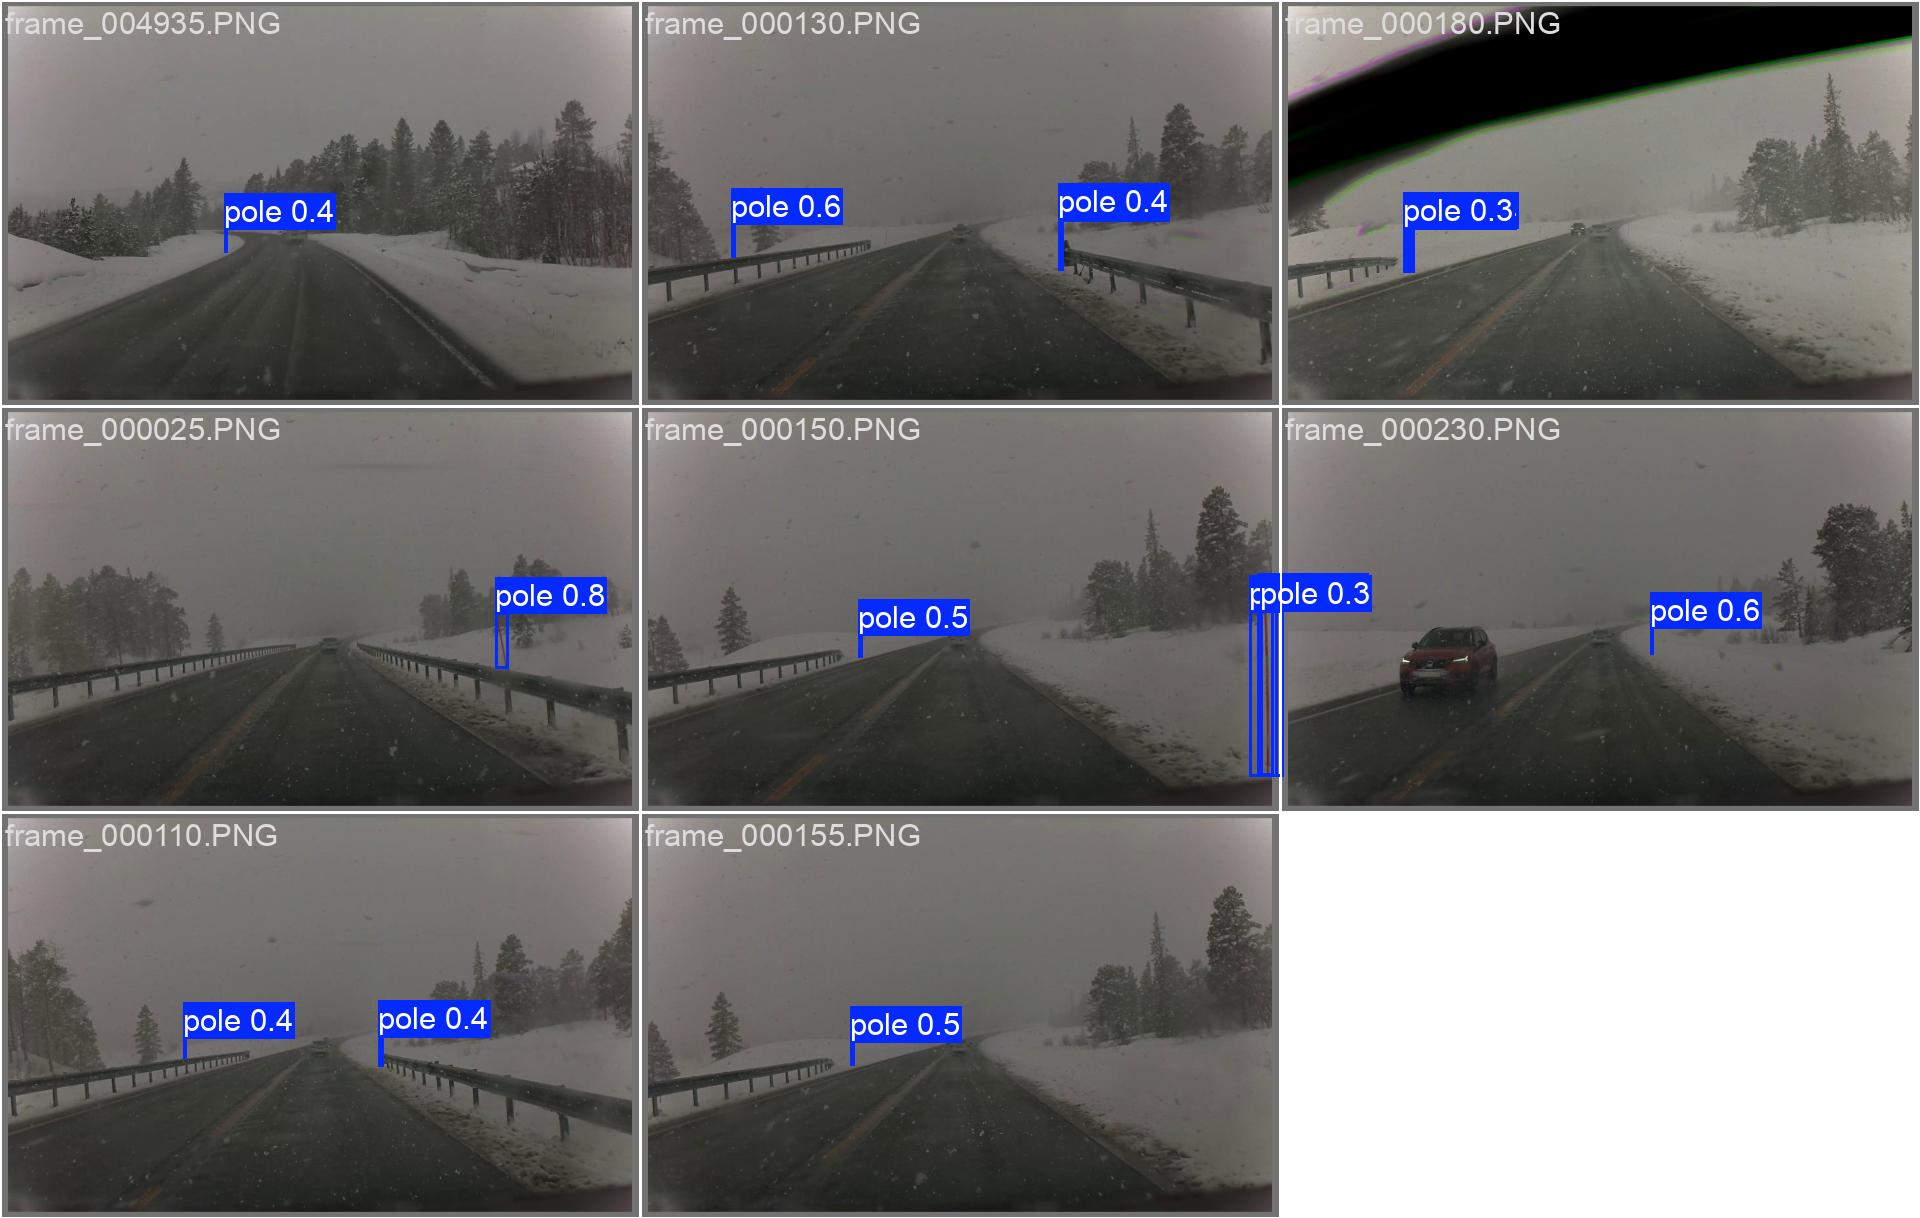 frame_004935.PNG
pole 0.4
frame_000130.PNG
pole 0.6
pole 0.4
frame_000180.PNG
pole 0.3
frame_000025.PNG
pole 0.8
frame_000150.PNG
pole 0.5
pole 0.3
frame_000230.PNG
pole 0.6
frame_000110.PNG
pole 0.4
pole 0.4
frame_000155.PNG
pole 0.5